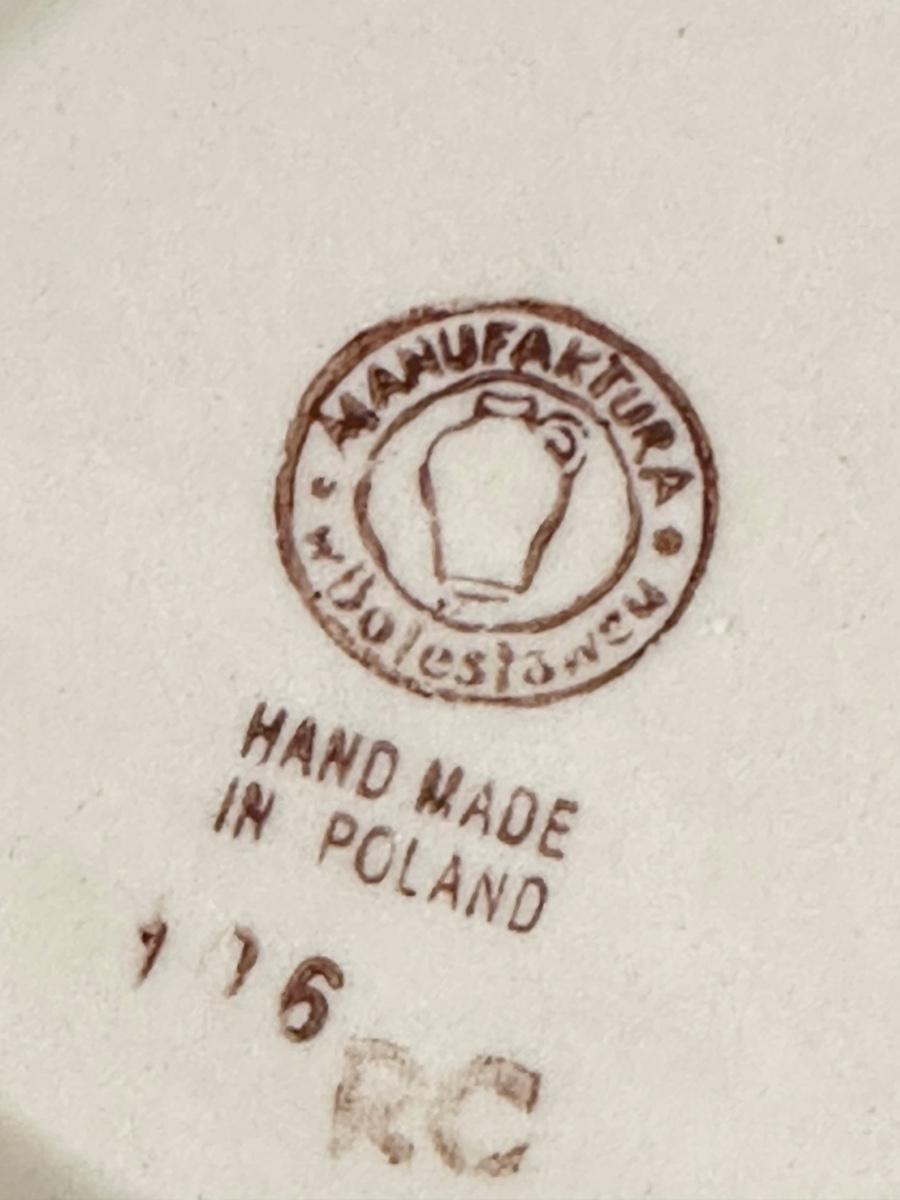 MANUFAKTURA
w Bolesławcu
HAND MADE
IN POLAND
RC